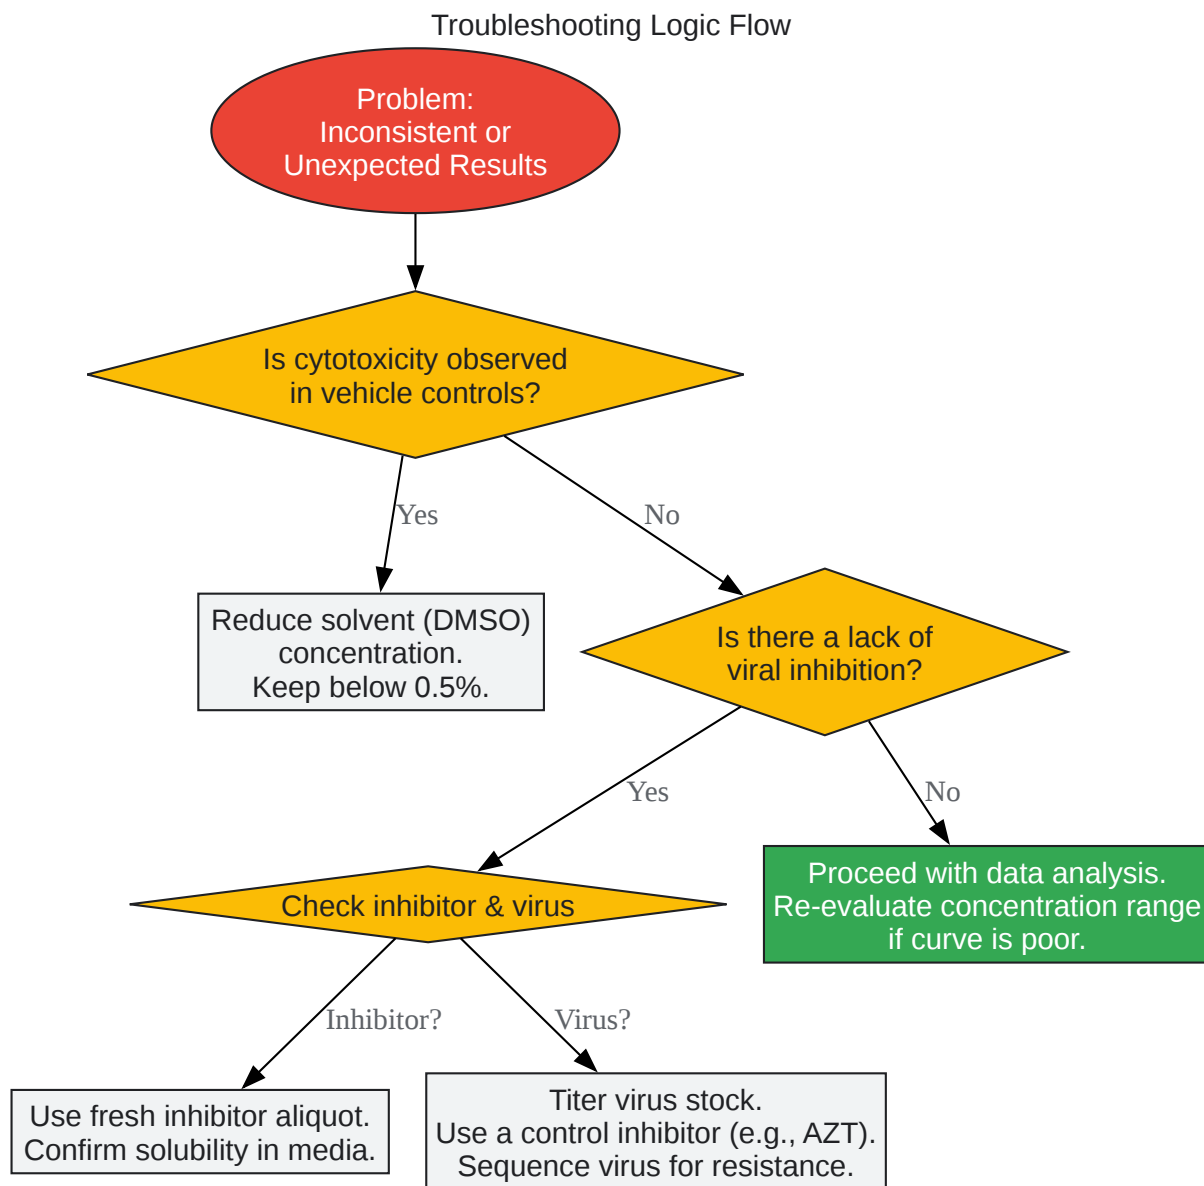 Troubleshooting Logic Flow
Problem:
Inconsistent or
Unexpected Results
Is cytotoxicity observed
in vehicle controls?
Yes
No
Reduce solvent (DMSO)
concentration.
Keep below 0.5%.
Is there a lack of
viral inhibition?
Yes
No
Check inhibitor & virus
Proceed with data analysis.
Re-evaluate concentration range
if curve is poor.
Inhibitor?
Virus?
Use fresh inhibitor aliquot.
Confirm solubility in media.
Titer virus stock.
Use a control inhibitor (e.g., AZT).
Sequence virus for resistance.